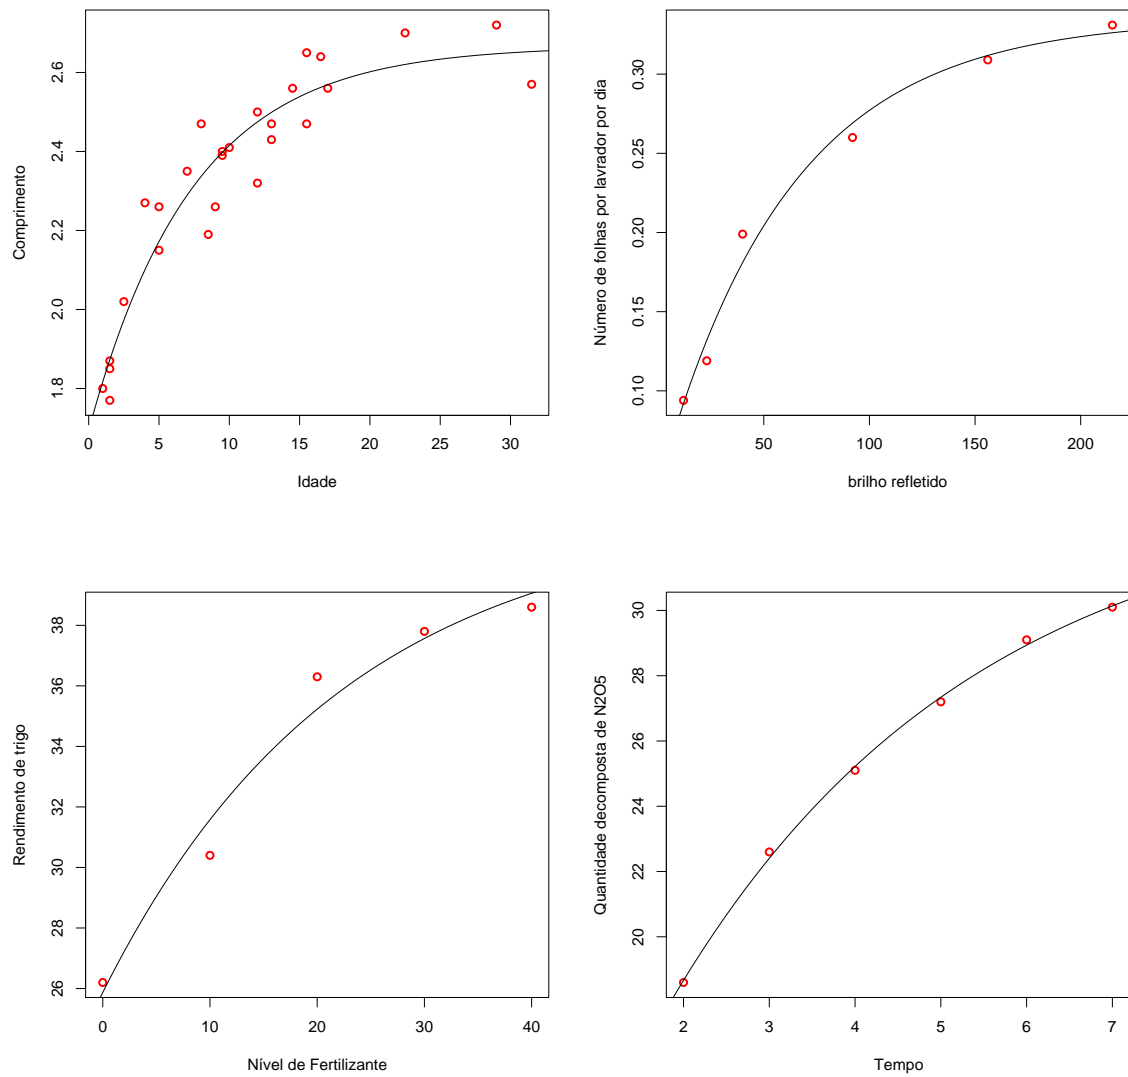 2.6
2.4
2.2
2.0
1.8
Comprimento
0 5 10 15 20 25 30
Idade
0.30
0.25
0.20
0.15
0.10
Número de folhas por lavrador por dia
50 100 150 200
brilho refletido
38
36
34
32
30
28
26
Rendimento de trigo
0 10 20 30 40
Nível de Fertilizante
30
28
26
24
22
20
Quantidade decomposta de N2O5
2 3 4 5 6 7
Tempo